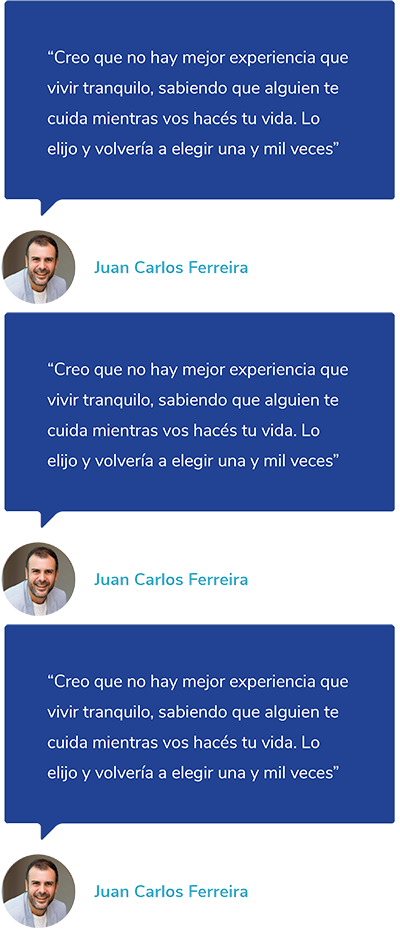 “Creo que no hay mejor experiencia que
vivir tranquilo, sabiendo que alguien te
cuida mientras vos hacés tu vida. Lo
elijo y volvería a elegir una y mil veces”
Juan Carlos Ferreira
“Creo que no hay mejor experiencia que
vivir tranquilo, sabiendo que alguien te
cuida mientras vos hacés tu vida. Lo
elijo y volvería a elegir una y mil veces”
Juan Carlos Ferreira
“Creo que no hay mejor experiencia que
vivir tranquilo, sabiendo que alguien te
cuida mientras vos hacés tu vida. Lo
elijo y volvería a elegir una y mil veces”
Juan Carlos Ferreira